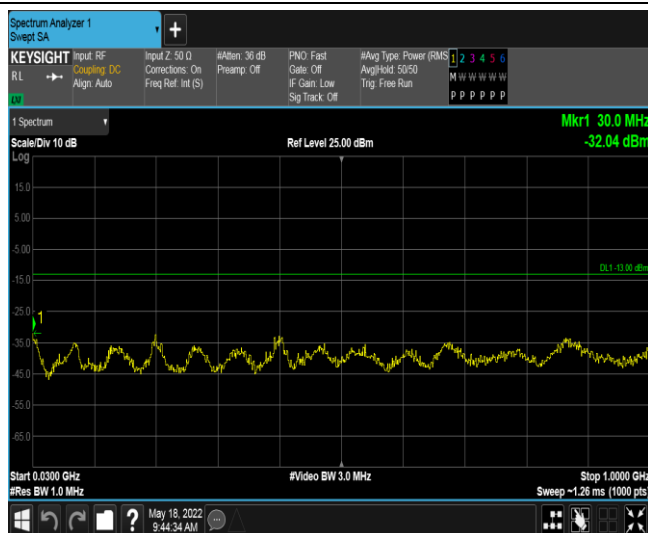 Spectrum Analyzer 1
Swept SA
+
KEYSIGHT Input: RF Input Z: 50 Ω #Atten: 36 dB PNO: Fast #Avg Type: Power (RMS 1 2 3 4 5 6
RL Coupling: DC Corrections: On Preamp: Off Gate: Off Avg|Hold: 50/50 M W W W W W
Align: Auto Freq Ref: Int (S) IF Gain: Low Trig: Free Run
Sig Track: Off P P P P P P
LXI
1 Spectrum Mkr1 30.0 MHz
Scale/Div 10 dB Ref Level 25.00 dBm -32.04 dBm
Log
15.0
5.00
-5.00
DL1 -13.00 dBm
-15.0
-25.0
1
-35.0
-45.0
-55.0
-65.0
Start 0.0300 GHz #Video BW 3.0 MHz Stop 1.0000 GHz
#Res BW 1.0 MHz Sweep ~1.26 ms (1000 pts)
? May 18, 2022
9:44:34 AM